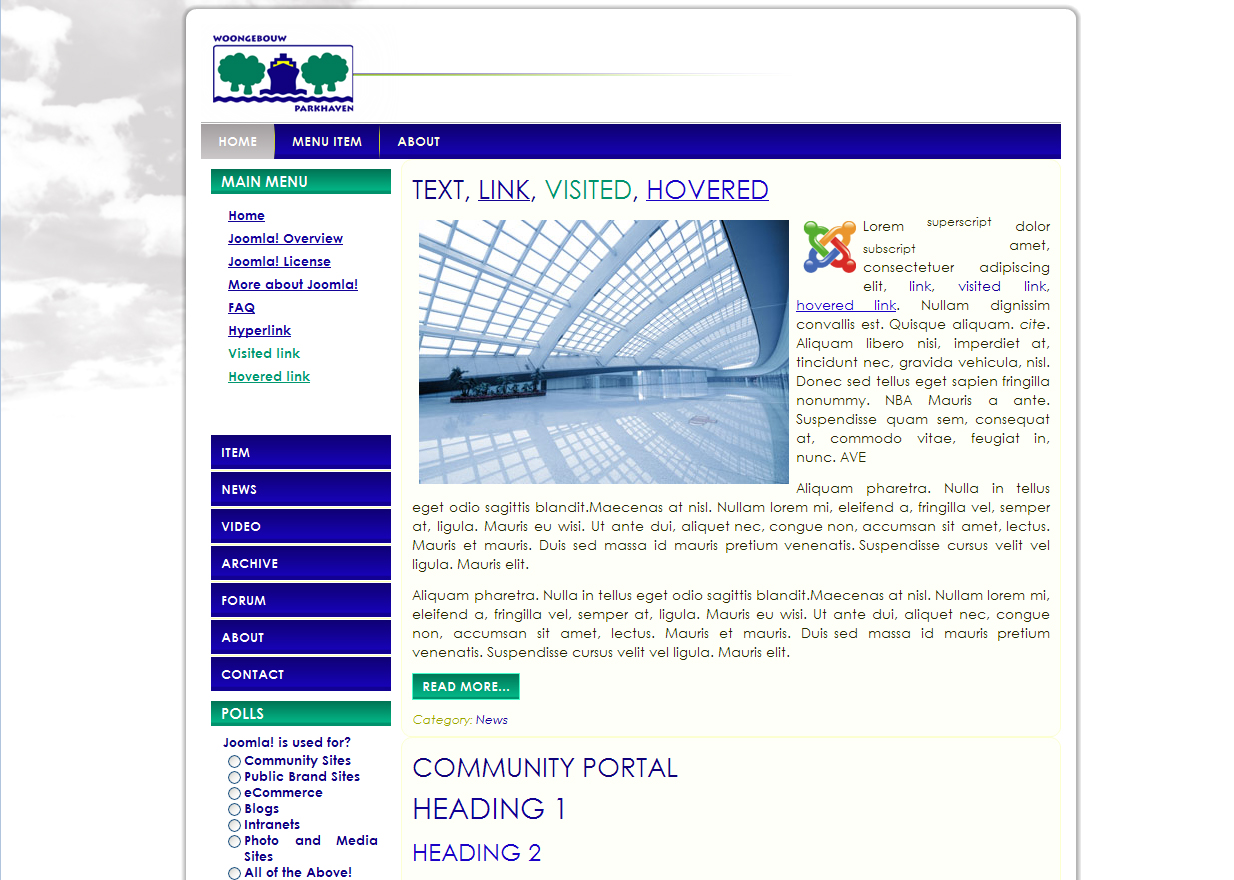 WOONGEBOUW
PARKHAVEN
HOME MENU ITEM ABOUT
MAIN MENU
Home
Joomla! Overview
Joomla! License
More about Joomla!
FAQ
Hyperlink
Visited link
Hovered link
ITEM
NEWS
VIDEO
ARCHIVE
FORUM
ABOUT
CONTACT
POLLS
Joomla! is used for?
Community Sites
Public Brand Sites
eCommerce
Blogs
Intranets
Photo and Media
Sites
All of the Above!
TEXT, LINK, VISITED, HOVERED
Lorem superscript dolor
subscript amet,
consectetuer adipiscing
elit, link, visited link,
hovered link. Nullam dignissim
convallis est. Quisque aliquam. cite.
Aliquam libero nisi, imperdiet at,
tincidunt nec, gravida vehicula, nisl.
Donec sed tellus eget sapien fringilla
nonummy. NBA Mauris a ante.
Suspendisse quam sem, consequat
at, commodo vitae, feugiat in,
nunc. AVE
Aliquam pharetra. Nulla in tellus
eget odio sagittis blandit.Maecenas at nisl. Nullam lorem mi, eleifend a, fringilla vel, semper
at, ligula. Mauris eu wisi. Ut ante dui, aliquet nec, congue non, accumsan sit amet, lectus.
Mauris et mauris. Duis sed massa id mauris pretium venenatis. Suspendisse cursus velit vel
ligula. Mauris elit.
Aliquam pharetra. Nulla in tellus eget odio sagittis blandit.Maecenas at nisl. Nullam lorem mi,
eleifend a, fringilla vel, semper at, ligula. Mauris eu wisi. Ut ante dui, aliquet nec, congue
non, accumsan sit amet, lectus. Mauris et mauris. Duis sed massa id mauris pretium
venenatis. Suspendisse cursus velit vel ligula. Mauris elit.
READ MORE...
Category: News
COMMUNITY PORTAL
HEADING 1
HEADING 2